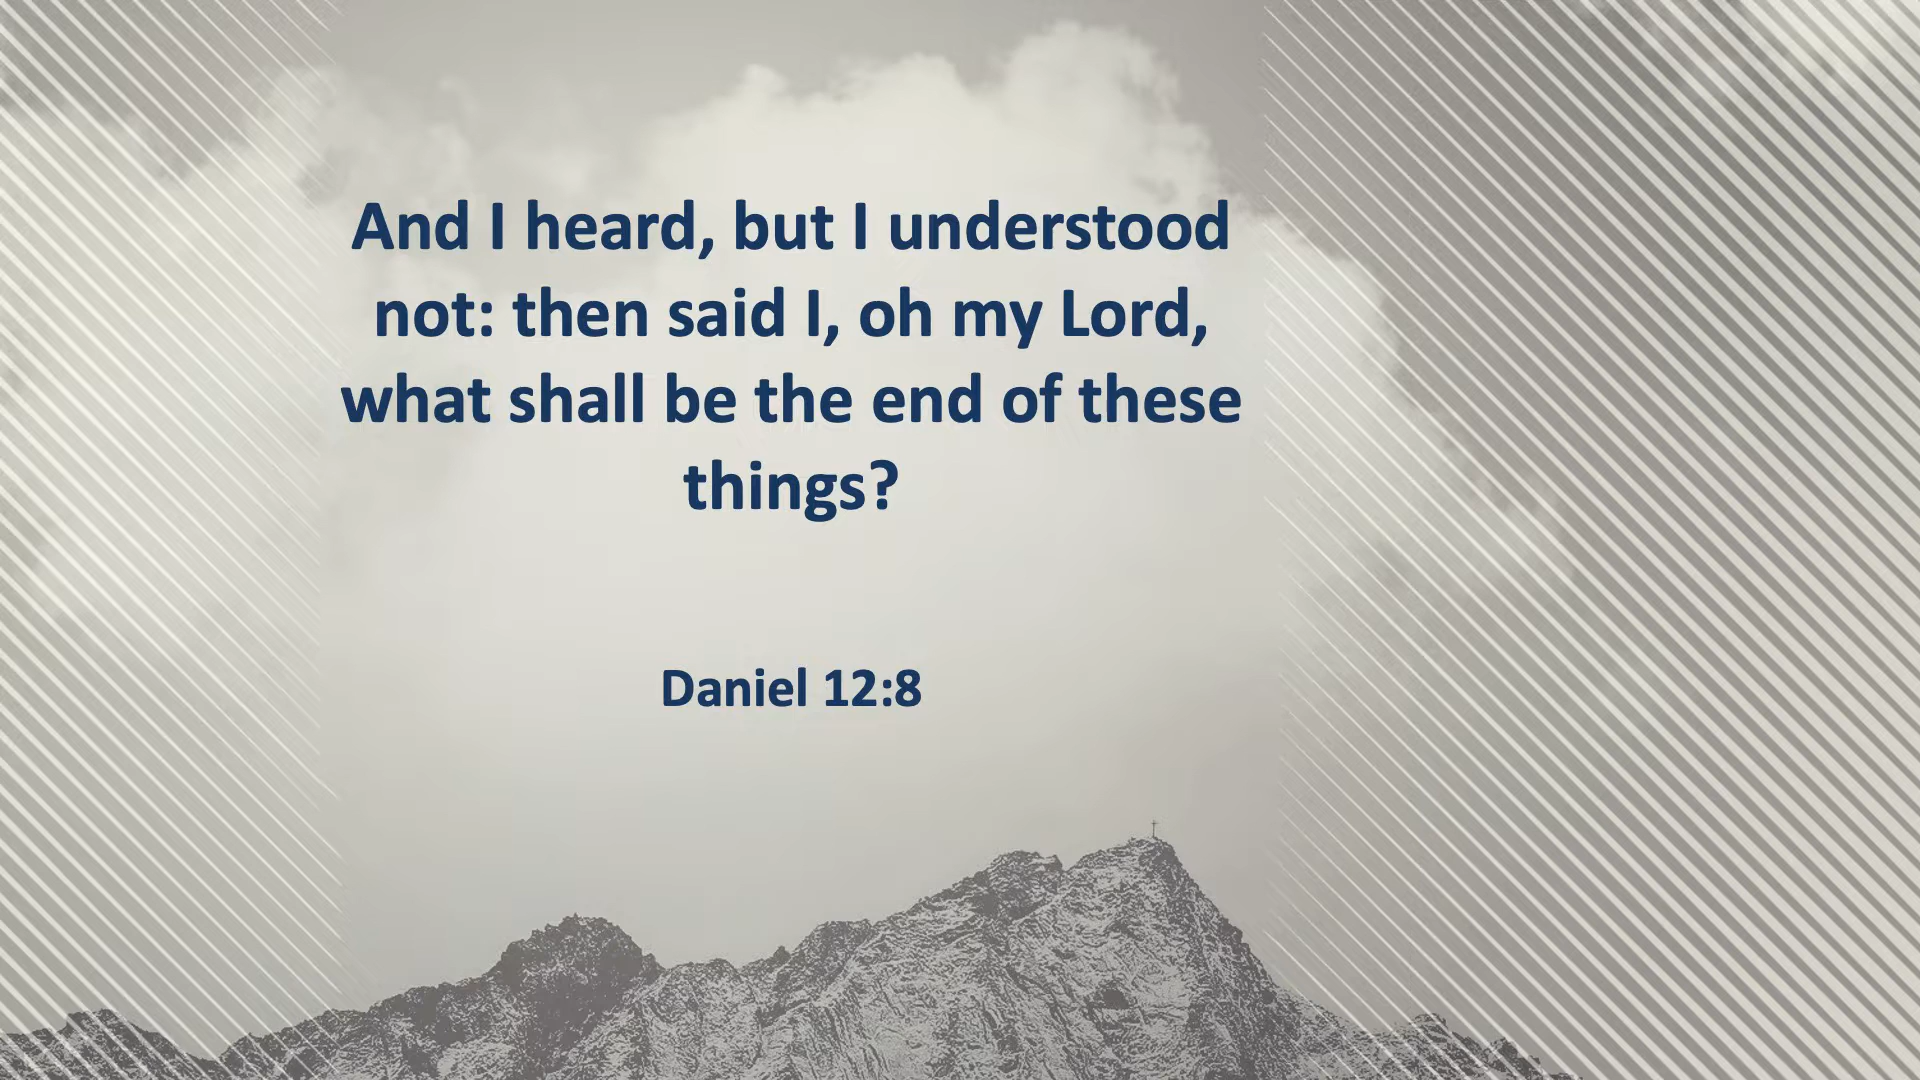 And I heard, but I understood
not: then said I, oh my Lord,
what shall be the end of these
things?
Daniel 12:8